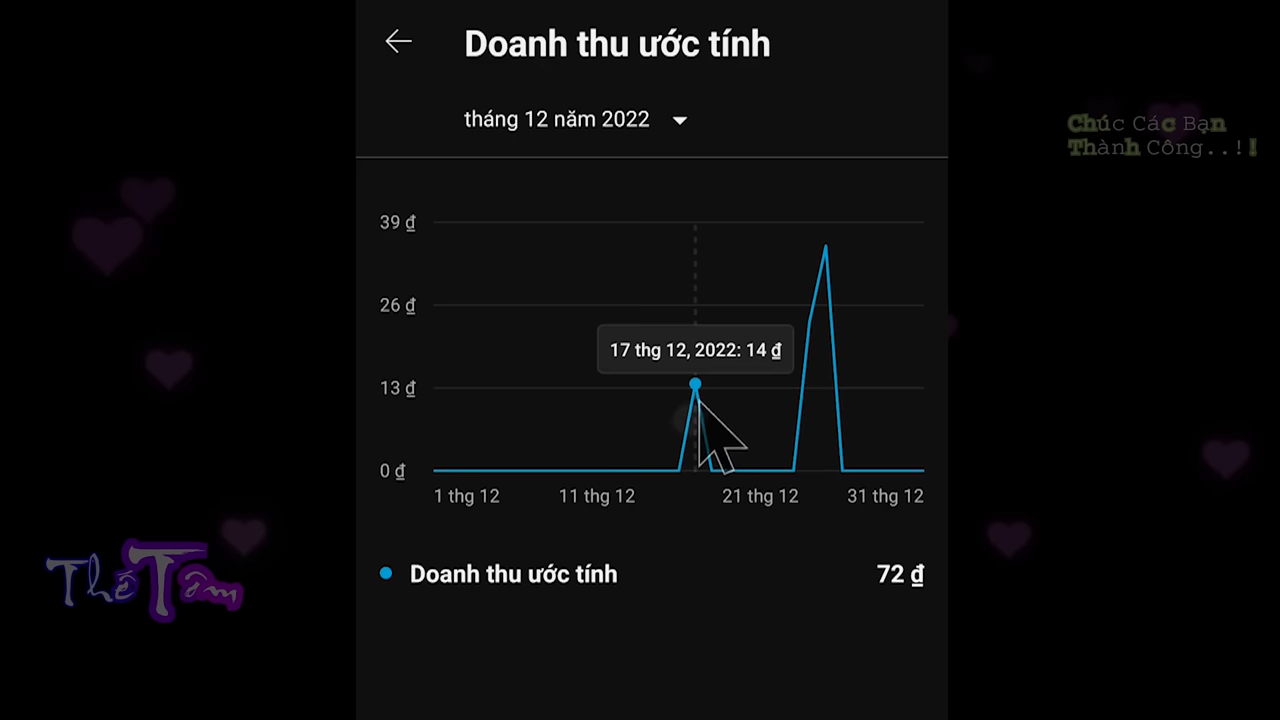 Doanh thu ước tính
tháng 12 năm 2022
Chúc Các Bạn
Thành Công..!!
39 ₫
26 ₫
17 thg 12, 2022: 14 ₫
13 ₫
0 ₫
1 thg 12
11 thg 12
21 thg 12
31 thg 12
Doanh thu ước tính
72 ₫
Thế Tâm